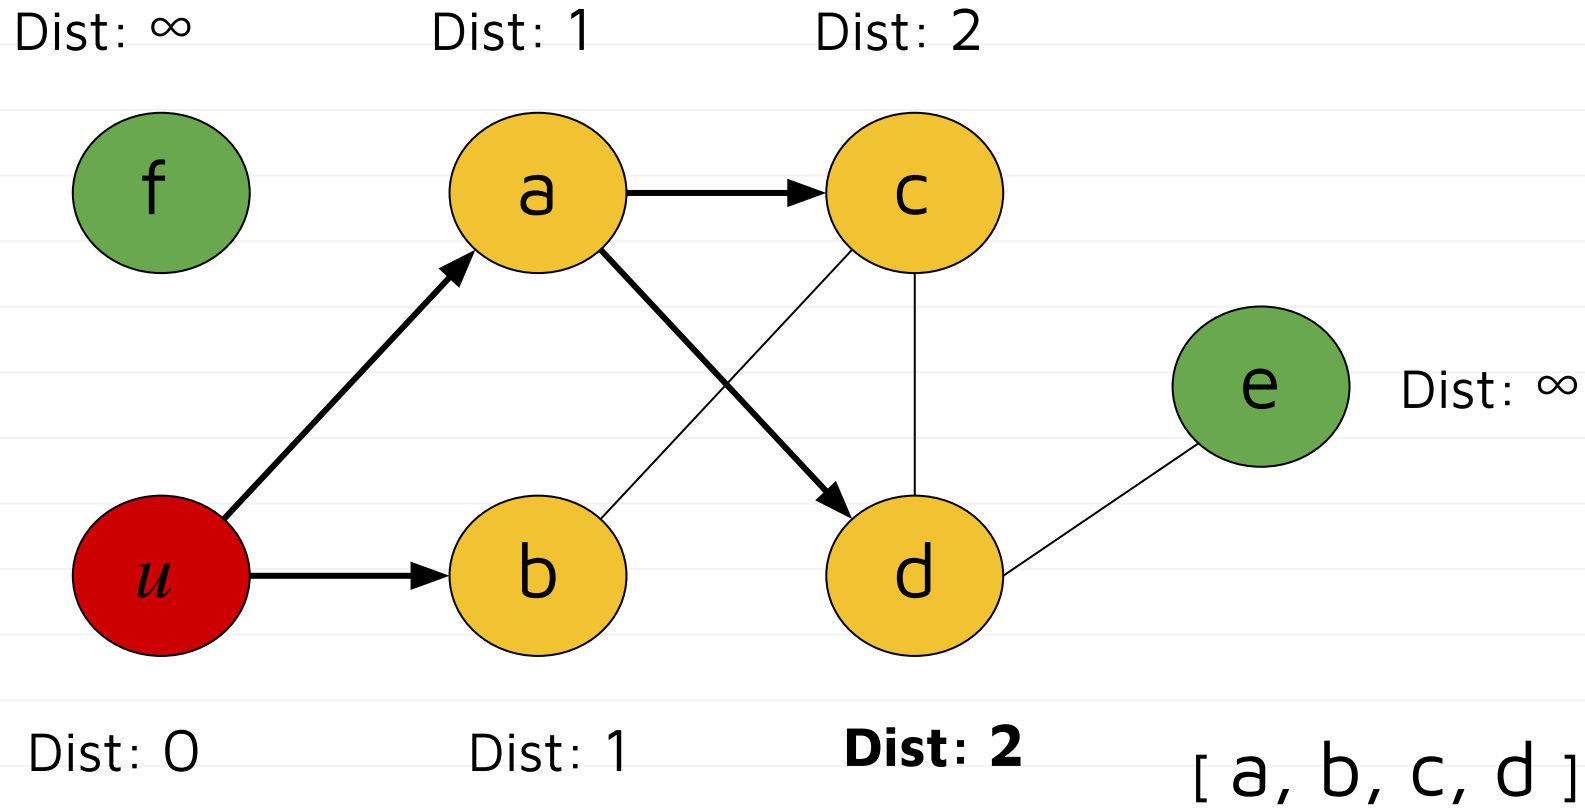 Dist: ∞ Dist: 1 Dist: 2
f a c
e Dist: ∞
u b d
Dist: 0 Dist: 1 Dist: 2
[ a, b, c, d ]